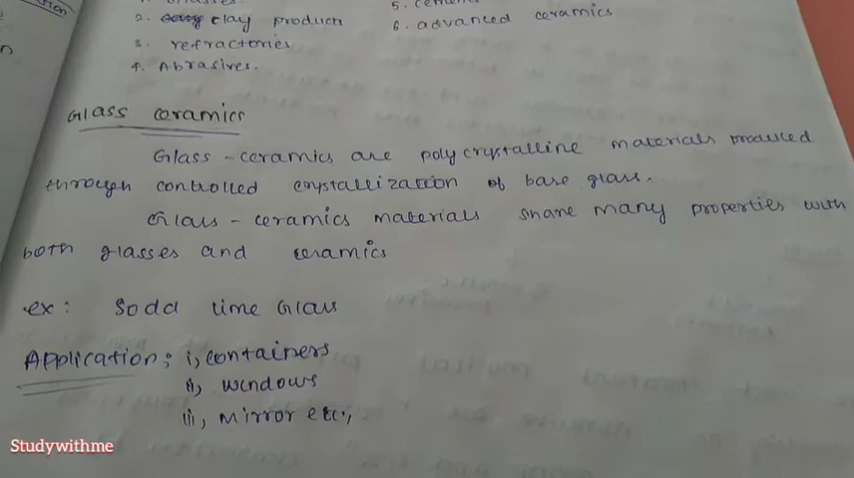 2. clay products
3. refractories
4. Abrasives.
6. advanced ceramics
Glass ceramics
Glass - ceramics are polycrystalline materials produced
through controlled crystallization of base glass.
Glass - ceramics materials share many properties with
both glasses and ceramics
ex: Soda lime Glass
Application; i, containers
ii, windows
iii, mirror etc.,
Studywithme